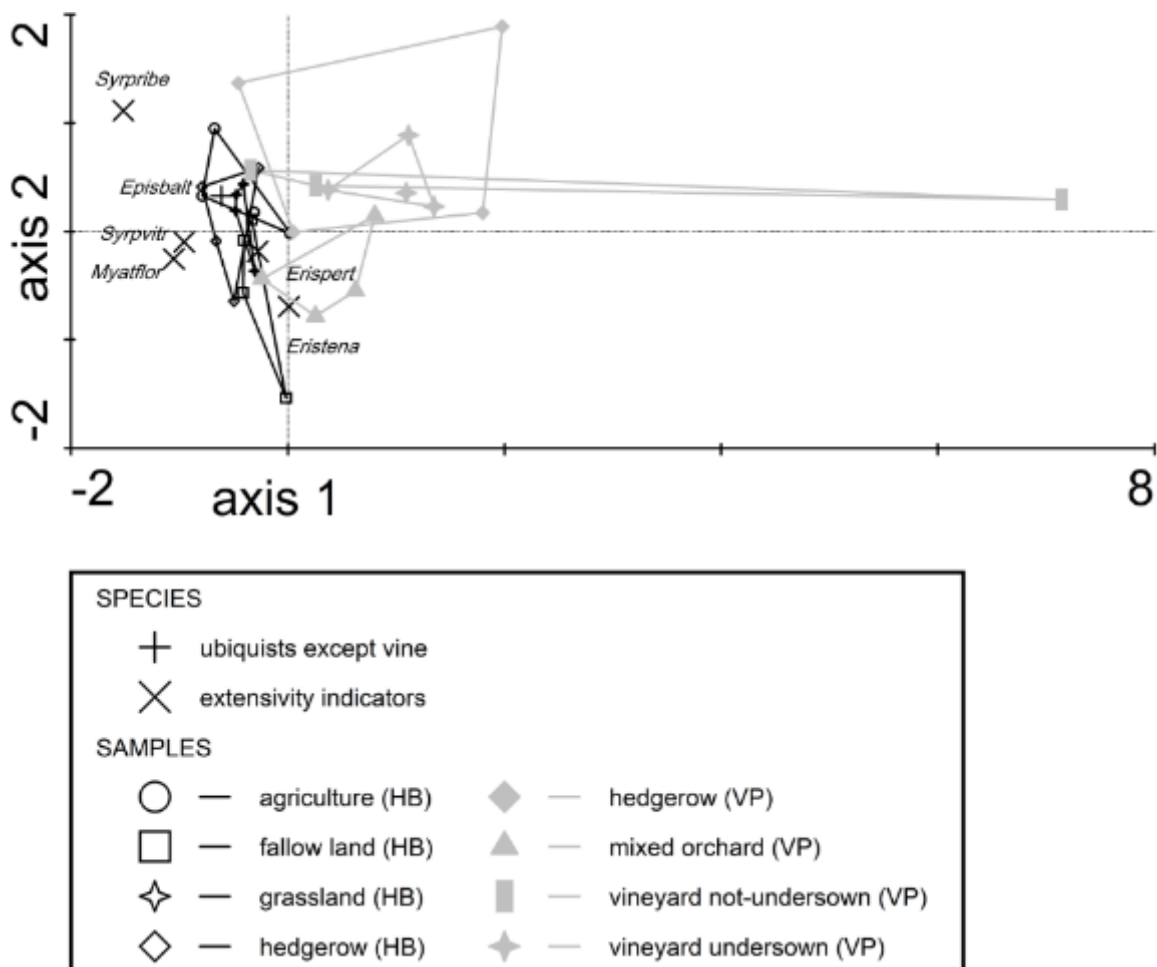 2
Syrpribe
Episbalt
axis 2
Syrpvitr
Myatflor
Erispert
Eristena
-2
-2
axis 1
8
SPECIES
ubiquists except vine
extensivity indicators
SAMPLES
agriculture (HB)
hedgerow (VP)
fallow land (HB)
mixed orchard (VP)
grassland (HB)
vineyard not-undersown (VP)
hedgerow (HB)
vineyard undersown (VP)